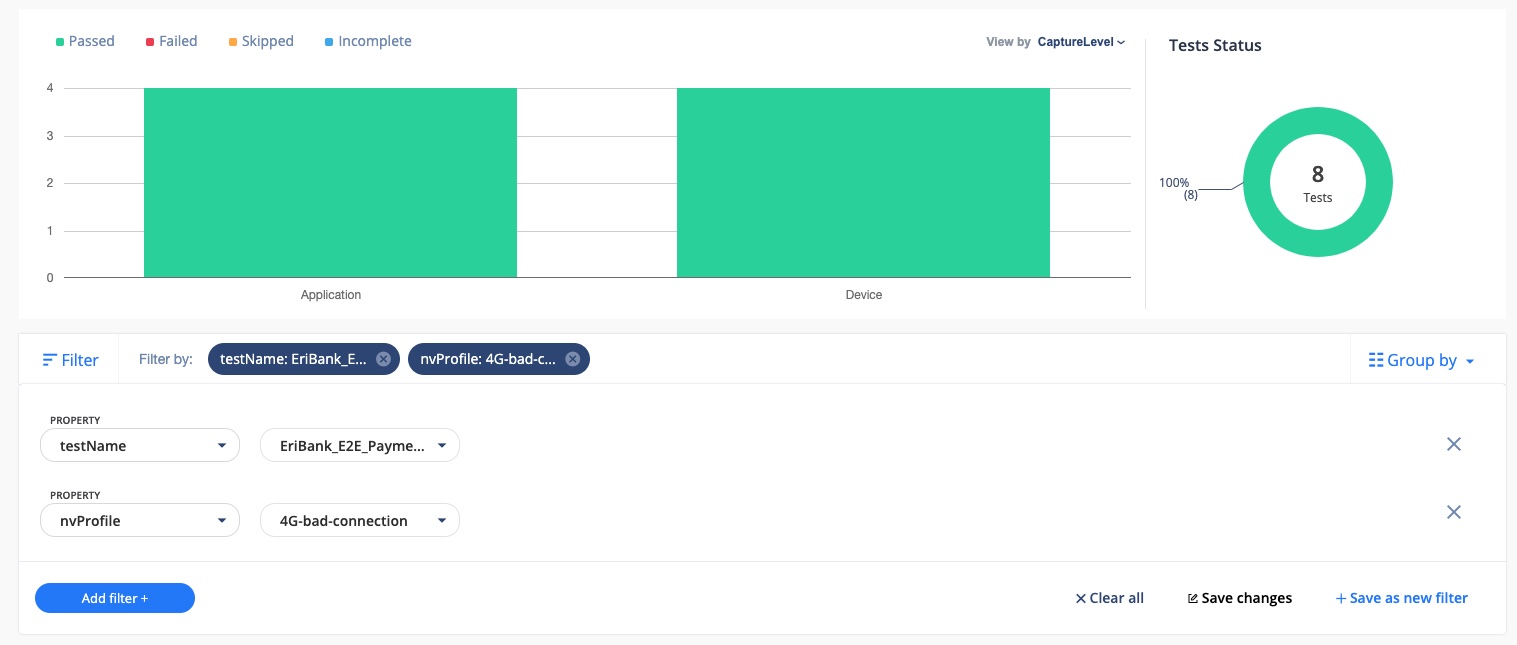 Passed Failed Skipped Incomplete
View by CaptureLevel
Tests Status
4
3
2
1
0
Application Device
100%
(8)
8
Tests
Filter
Filter by: testName: EriBank_E... nvProfile: 4G-bad-c...
Group by
PROPERTY
testName EriBank_E2E_Payme...
PROPERTY
nvProfile 4G-bad-connection
Add filter +
Clear all Save changes + Save as new filter